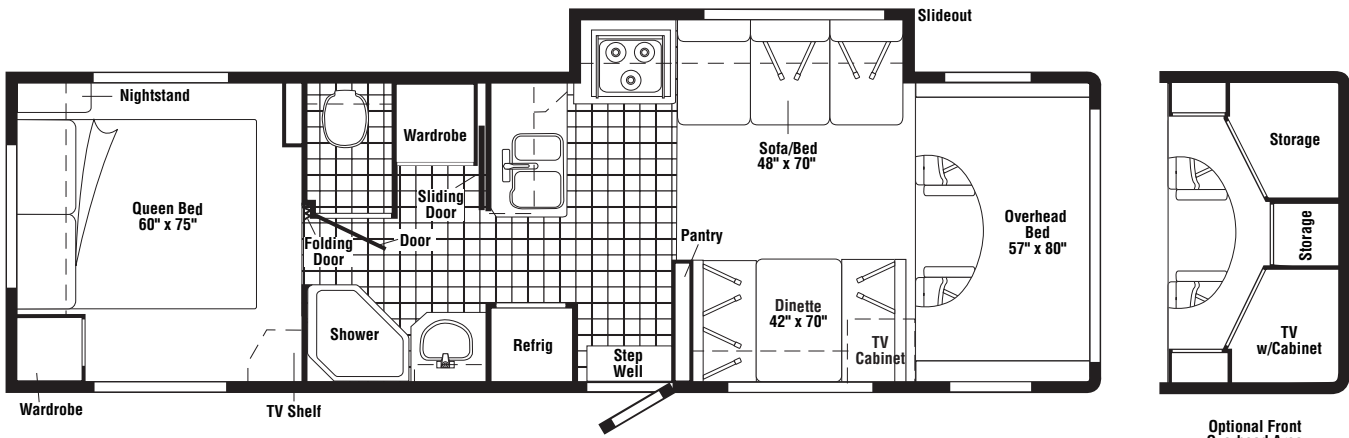 Slideout
Nightstand
Wardrobe
Sofa/Bed
48" x 70"
Storage
Queen Bed
60" x 75"
Sliding
Door
Folding
Door
Door
Pantry
Overhead
Bed
57" x 80"
Storage
Dinette
42" x 70"
Shower
Refrig
Step
Well
TV
Cabinet
TV
w/Cabinet
Wardrobe
TV Shelf
Optional Front
Overhead Area